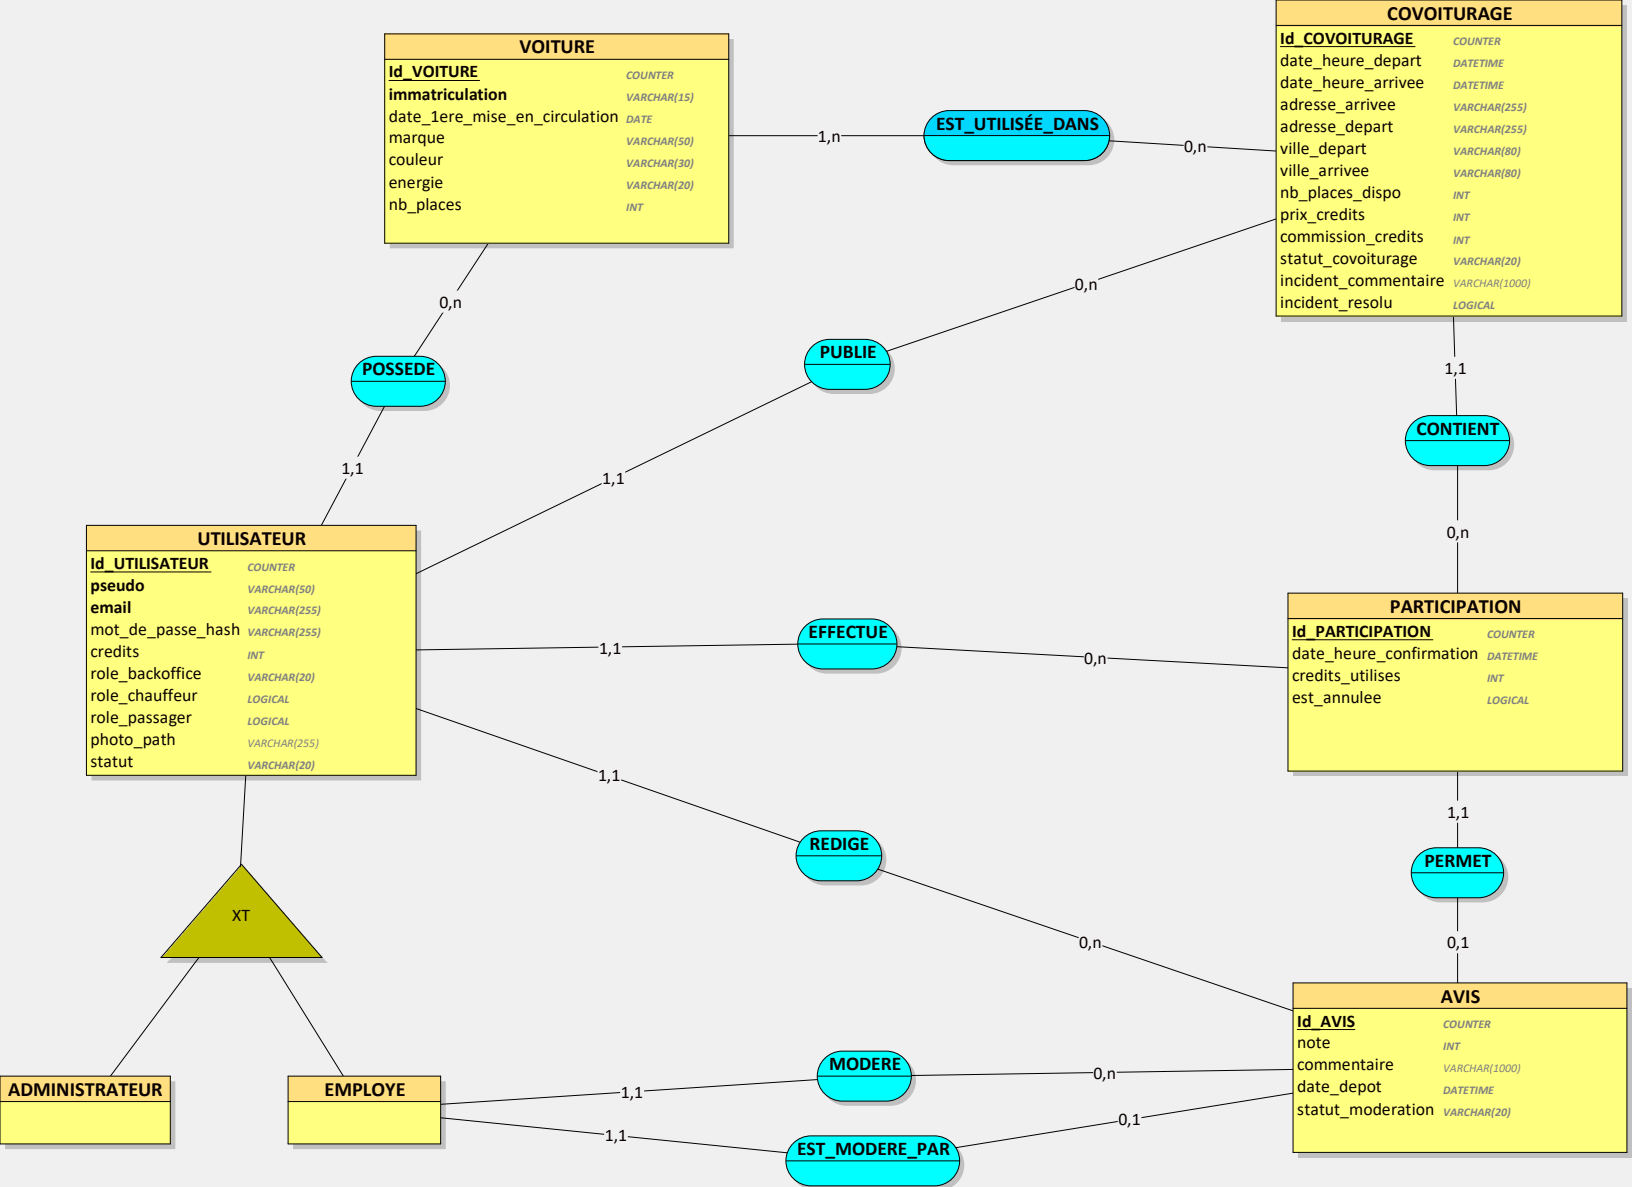 COVOITURAGE
Id_COVOITURAGE COUNTER
date_heure_depart DATETIME
date_heure_arrivee DATETIME
adresse_arrivee VARCHAR(255)
adresse_depart VARCHAR(255)
ville_depart VARCHAR(80)
ville_arrivee VARCHAR(80)
nb_places_dispo INT
prix_credits INT
commission_credits INT
statut_covoiturage VARCHAR(20)
incident_commentaire VARCHAR(1000)
incident_resolu LOGICAL
VOITURE
Id_VOITURE COUNTER
immatriculation VARCHAR(15)
date_1ere_mise_en_circulation DATE
marque VARCHAR(50)
couleur VARCHAR(30)
energie VARCHAR(20)
nb_places INT
1,n
EST_UTILISÉE_DANS
0,n
0,n
POSSEDE
1,1
0,n
PUBLIE
1,1
1,1
CONTIENT
0,n
UTILISATEUR
Id_UTILISATEUR COUNTER
pseudo VARCHAR(50)
email VARCHAR(255)
mot_de_passe_hash VARCHAR(255)
credits INT
role_backoffice VARCHAR(20)
role_chauffeur LOGICAL
role_passager LOGICAL
photo_path VARCHAR(255)
statut VARCHAR(20)
1,1
EFFECTUE
0,n
PARTICIPATION
Id_PARTICIPATION COUNTER
date_heure_confirmation DATETIME
credits_utilises INT
est_annulee LOGICAL
1,1
REDIGE
0,n
1,1
PERMET
0,1
XT
ADMINISTRATEUR
EMPLOYE
1,1
MODERE
0,n
1,1
EST_MODERE_PAR
0,1
AVIS
Id_AVIS COUNTER
note INT
commentaire VARCHAR(1000)
date_depot DATETIME
statut_moderation VARCHAR(20)